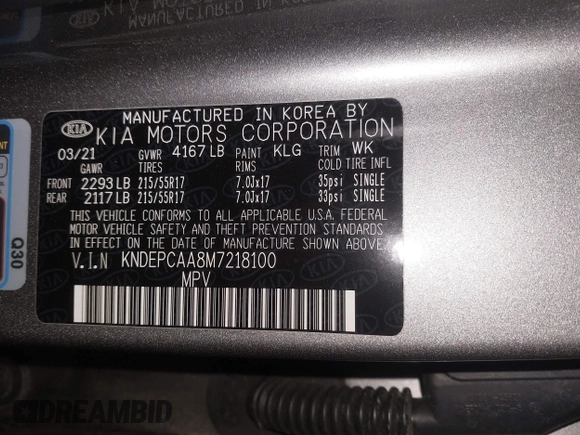 MANUFACTURED IN KOREA BY
KIA KIA MOTORS CORPORATION
03/21 GVWR 4167 LB PAINT KLG TRIM WK
GAWR TIRES RIMS COLD TIRE INFL
FRONT 2293 LB 215/55R17 7.0Jx17 35psi SINGLE
REAR 2117 LB 215/55R17 7.0Jx17 33psi SINGLE
THIS VEHICLE CONFORMS TO ALL APPLICABLE U.S.A. FEDERAL
MOTOR VEHICLE SAFETY AND THEFT PREVENTION STANDARDS
IN EFFECT ON THE DATE OF MANUFACTURE SHOWN ABOVE.
V.I.N KNDEPCAA8M7218100
MPV
Q30
DREAMBID